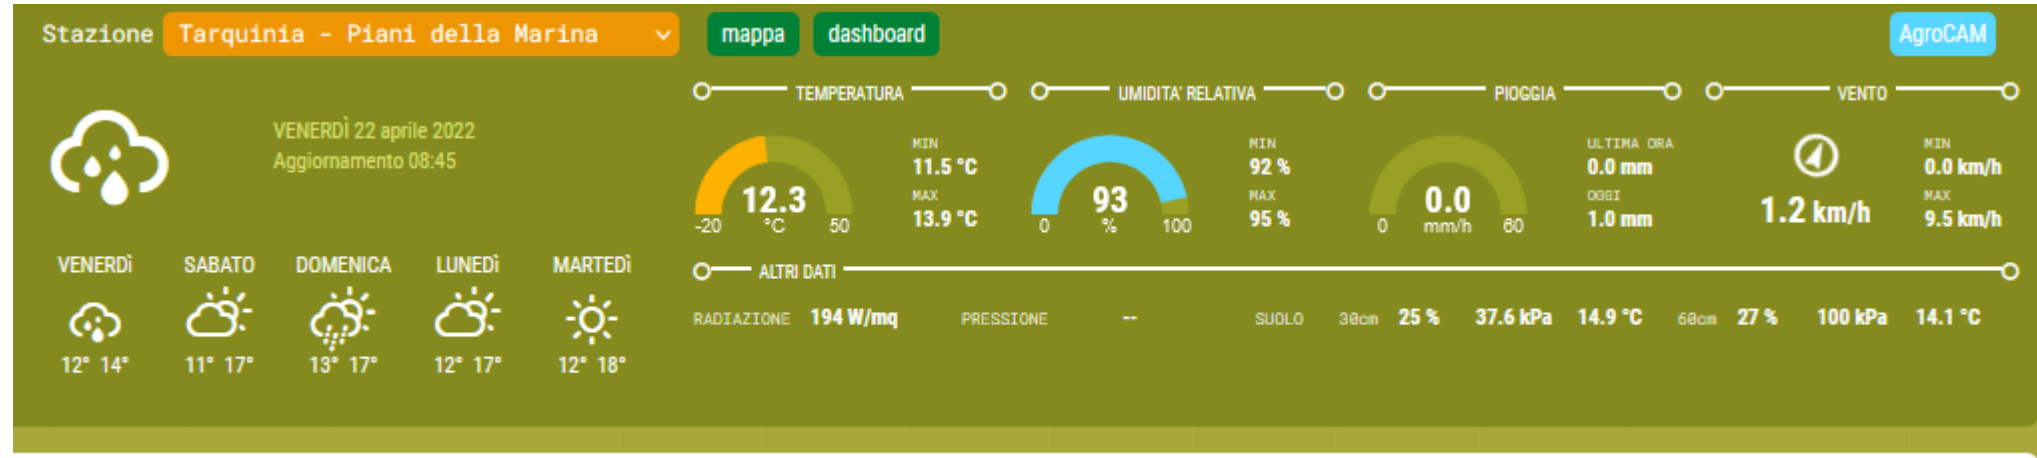 Stazione Tarquinia - Piani della Marina mappa dashboard AgroCAM
VENERDÌ 22 aprile 2022
Aggiornamento 08:45
TEMPERATURA
12.3
°C
-20 50
MIN
11.5 °C
MAX
13.9 °C
UMIDITA' RELATIVA
93
%
0 100
MIN
92 %
MAX
95 %
PIOGGIA
0.0
mm/h
0 60
ULTIMA ORA
0.0 mm
OGGI
1.0 mm
VENTO
1.2 km/h
MIN
0.0 km/h
MAX
9.5 km/h
VENERDì SABATO DOMENICA LUNEDì MARTEDì
12° 14° 11° 17° 13° 17° 12° 17° 12° 18°
ALTRI DATI
RADIAZIONE 194 W/mq PRESSIONE -- SUOLO 30cm 25 % 37.6 kPa 14.9 °C 60cm 27 % 100 kPa 14.1 °C